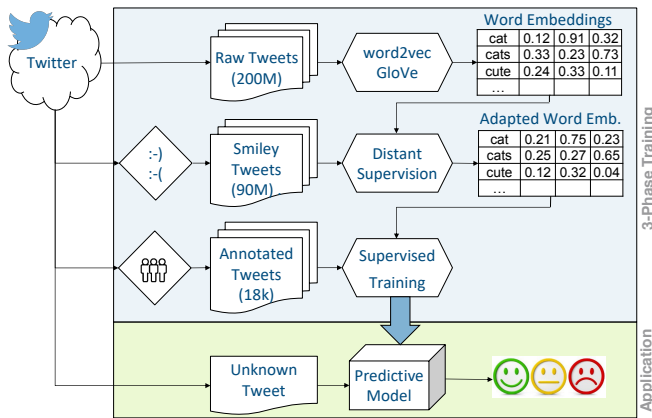 Twitter
Raw Tweets
(200M)
word2vec
GloVe
Word Embeddings
cat 0.12 0.91 0.32
cats 0.33 0.23 0.73
cute 0.24 0.33 0.11
...
:-)
:-(
Smiley
Tweets
(90M)
Distant
Supervision
Adapted Word Emb.
cat 0.21 0.75 0.23
cats 0.25 0.27 0.65
cute 0.12 0.32 0.04
...
Annotated
Tweets
(18k)
Supervised
Training
3-Phase Training
Unknown
Tweet
Predictive
Model
Application